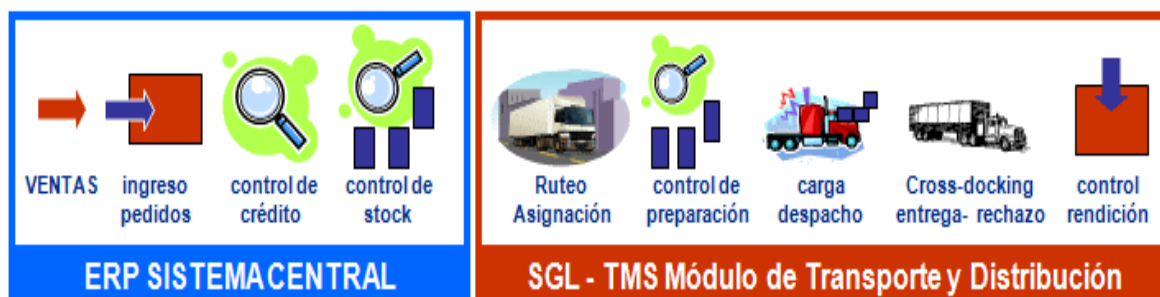 VENTAS
ingreso
pedidos
control de
crédito
control de
stock
ERP SISTEMA CENTRAL
Ruteo
Asignación
control de
preparación
carga
despacho
Cross-docking
entrega- rechazo
control
rendición
SGL - TMS Módulo de Transporte y Distribución